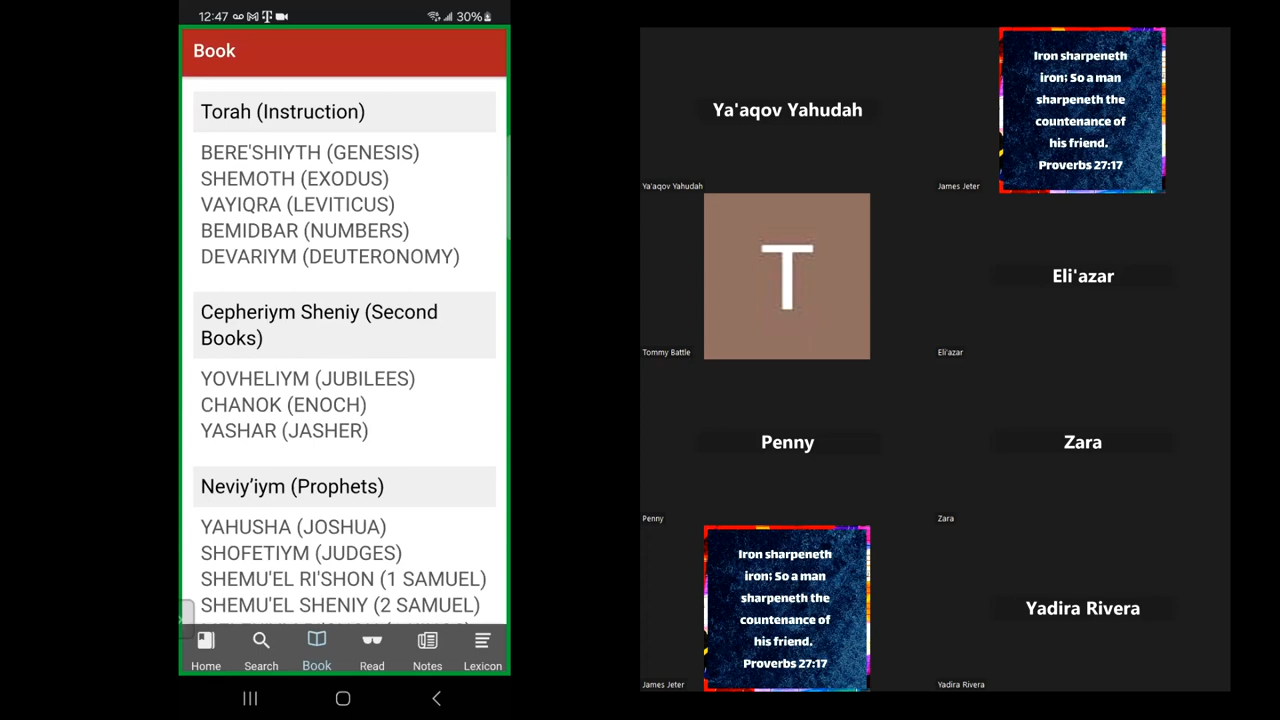 12:47
30%
Book
Torah (Instruction)
BERE'SHIYTH (GENESIS)
SHEMOTH (EXODUS)
VAYIQRA (LEVITICUS)
BEMIDBAR (NUMBERS)
DEVARIYM (DEUTERONOMY)
Cepheriym Sheniy (Second
Books)
YOVHELIYM (JUBILEES)
CHANOK (ENOCH)
YASHAR (JASHER)
Neviy’iym (Prophets)
YAHUSHA (JOSHUA)
SHOFETIYM (JUDGES)
SHEMU'EL RI'SHON (1 SAMUEL)
SHEMU'EL SHENIY (2 SAMUEL)
Home
Search
Book
Read
Notes
Lexicon
Ya'aqov Yahudah
Ya'aqov Yahudah
Iron sharpeneth
iron; So a man
sharpeneth the
countenance of
his friend.
Proverbs 27:17
James Jeter
T
Tommy Battle
Eli'azar
Eli'azar
Penny
Penny
Zara
Zara
Iron sharpeneth
iron; So a man
sharpeneth the
countenance of
his friend.
Proverbs 27:17
James Jeter
Yadira Rivera
Yadira Rivera